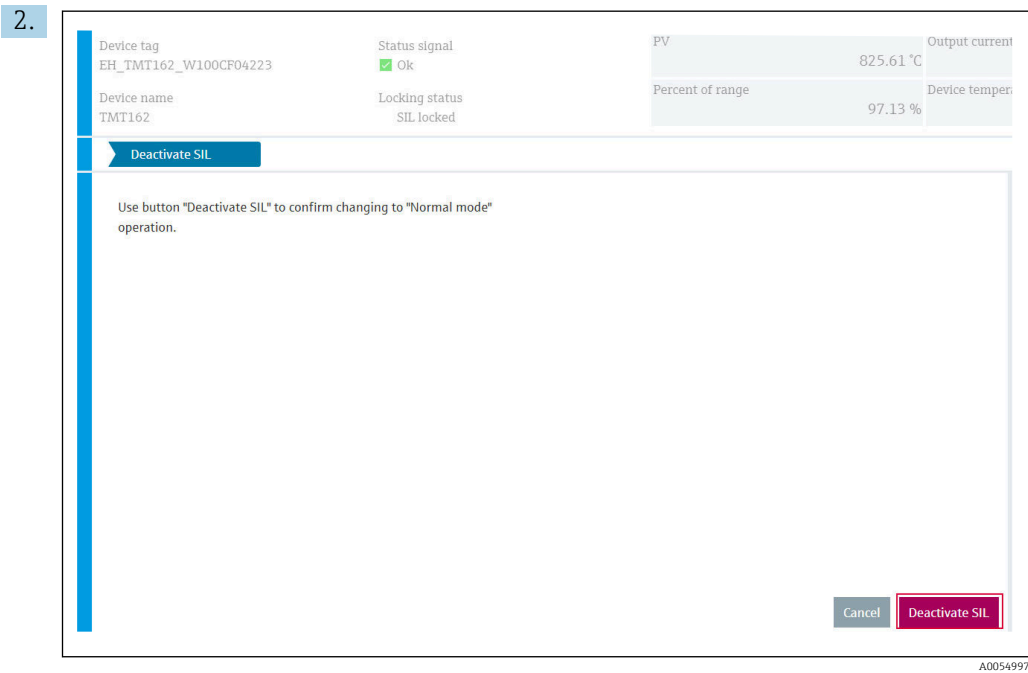 2.
Device tag
EH_TMT162_W100CF04223
Status signal
Ok
PV
825.61 °C
Output current
Device name
TMT162
Locking status
SIL locked
Percent of range
97.13 %
Device temper
Deactivate SIL
Use button "Deactivate SIL" to confirm changing to "Normal mode"
operation.
Cancel
Deactivate SIL
A0054997